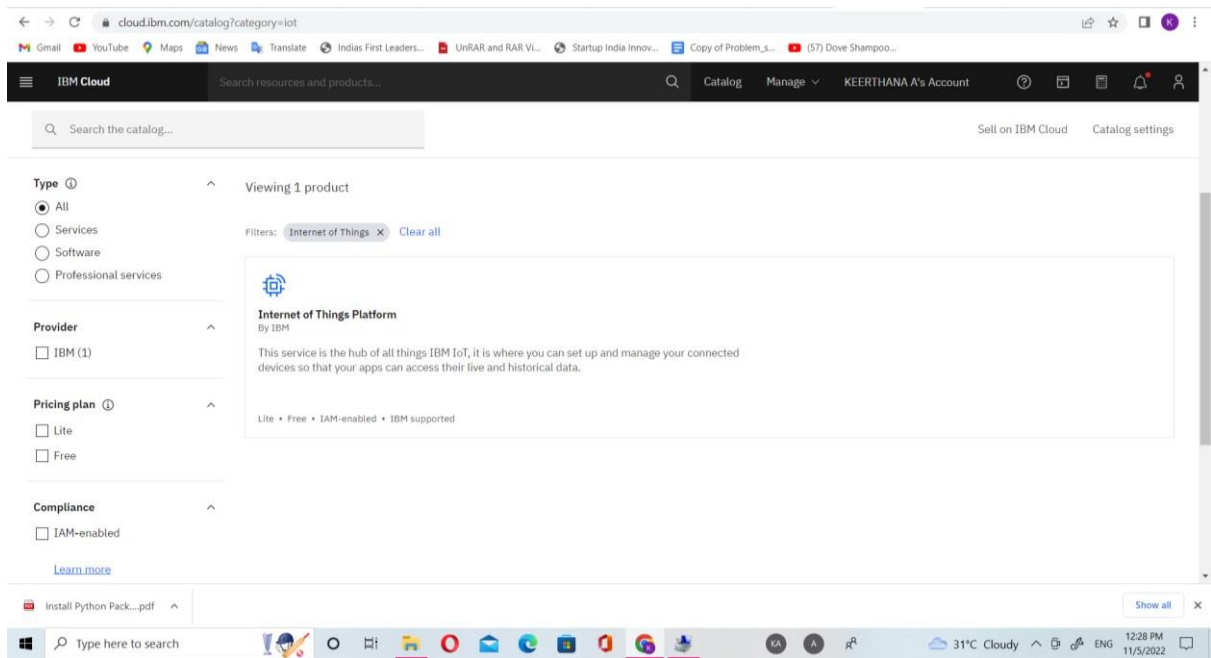 cloud.ibm.com/catalog?category=iot
K
Gmail YouTube Maps News Translate Indias First Leaders... UnRAR and RAR Vi... Startup India Innov... Copy of Problem_s... (57) Dove Shampoo...
IBM Cloud Search resources and products... Catalog Manage KEERTHANA A's Account
Search the catalog... Sell on IBM Cloud Catalog settings
Type
All
Services
Software
Professional services
Provider
IBM (1)
Pricing plan
Lite
Free
Compliance
IAM-enabled
Learn more
Viewing 1 product
Filters: Internet of Things × Clear all
Internet of Things Platform
By IBM
This service is the hub of all things IBM IoT, it is where you can set up and manage your connected
devices so that your apps can access their live and historical data.
Lite • Free • IAM-enabled • IBM supported
Install Python Pack....pdf Show all
Type here to search KA A 31°C Cloudy ENG 12:28 PM
11/5/2022